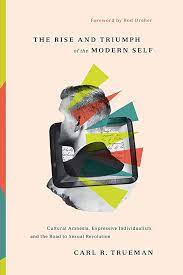 Foreword by Rod Dreher
THE RISE AND TRIUMPH
of the MODERN SELF
Cultural Amnesia, Expressive Individualism,
and the Road to Sexual Revolution
CARL R. TRUEMAN